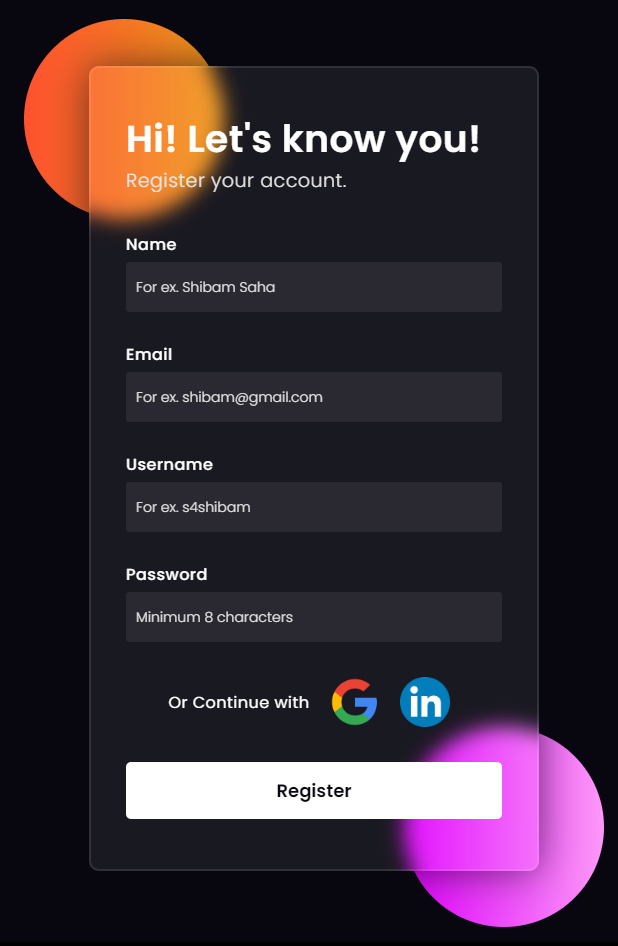 Hi! Let's know you!
Register your account.
Name
For ex. Shibam Saha
Email
For ex. shibam@gmail.com
Username
For ex. s4shibam
Password
Minimum 8 characters
Or Continue with G in
Register